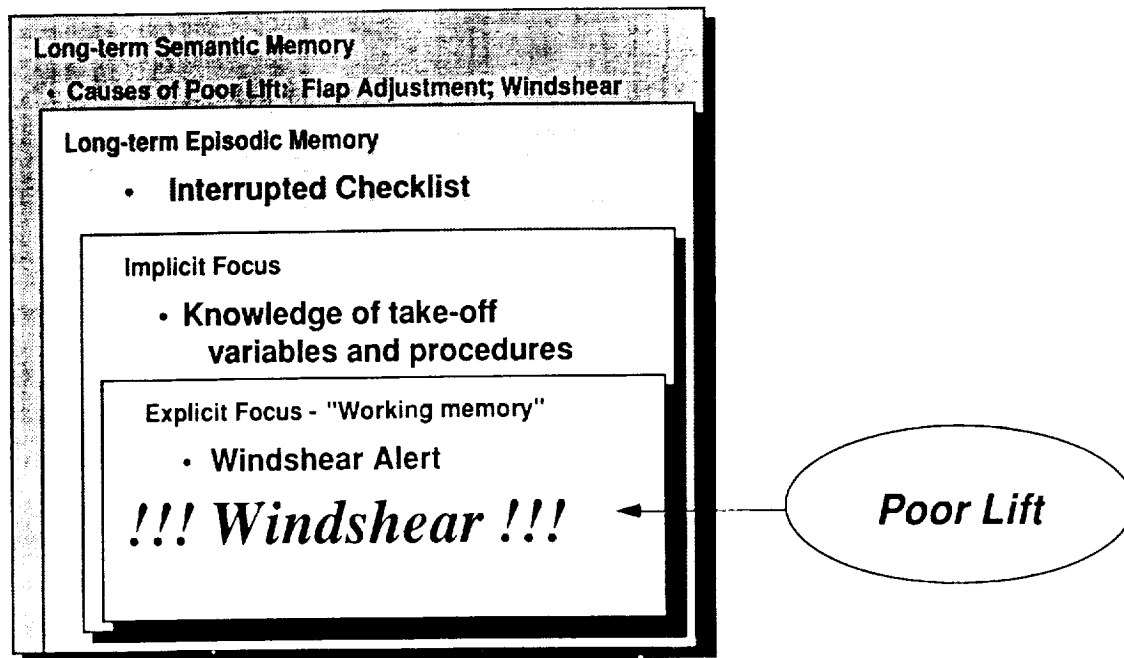 Long-term Semantic Memory
• Causes of Poor Lift: Flap Adjustment; Windshear
Long-term Episodic Memory
• Interrupted Checklist
Implicit Focus
• Knowledge of take-off
variables and procedures
Explicit Focus - "Working memory"
• Windshear Alert
!!! Windshear !!!
Poor Lift